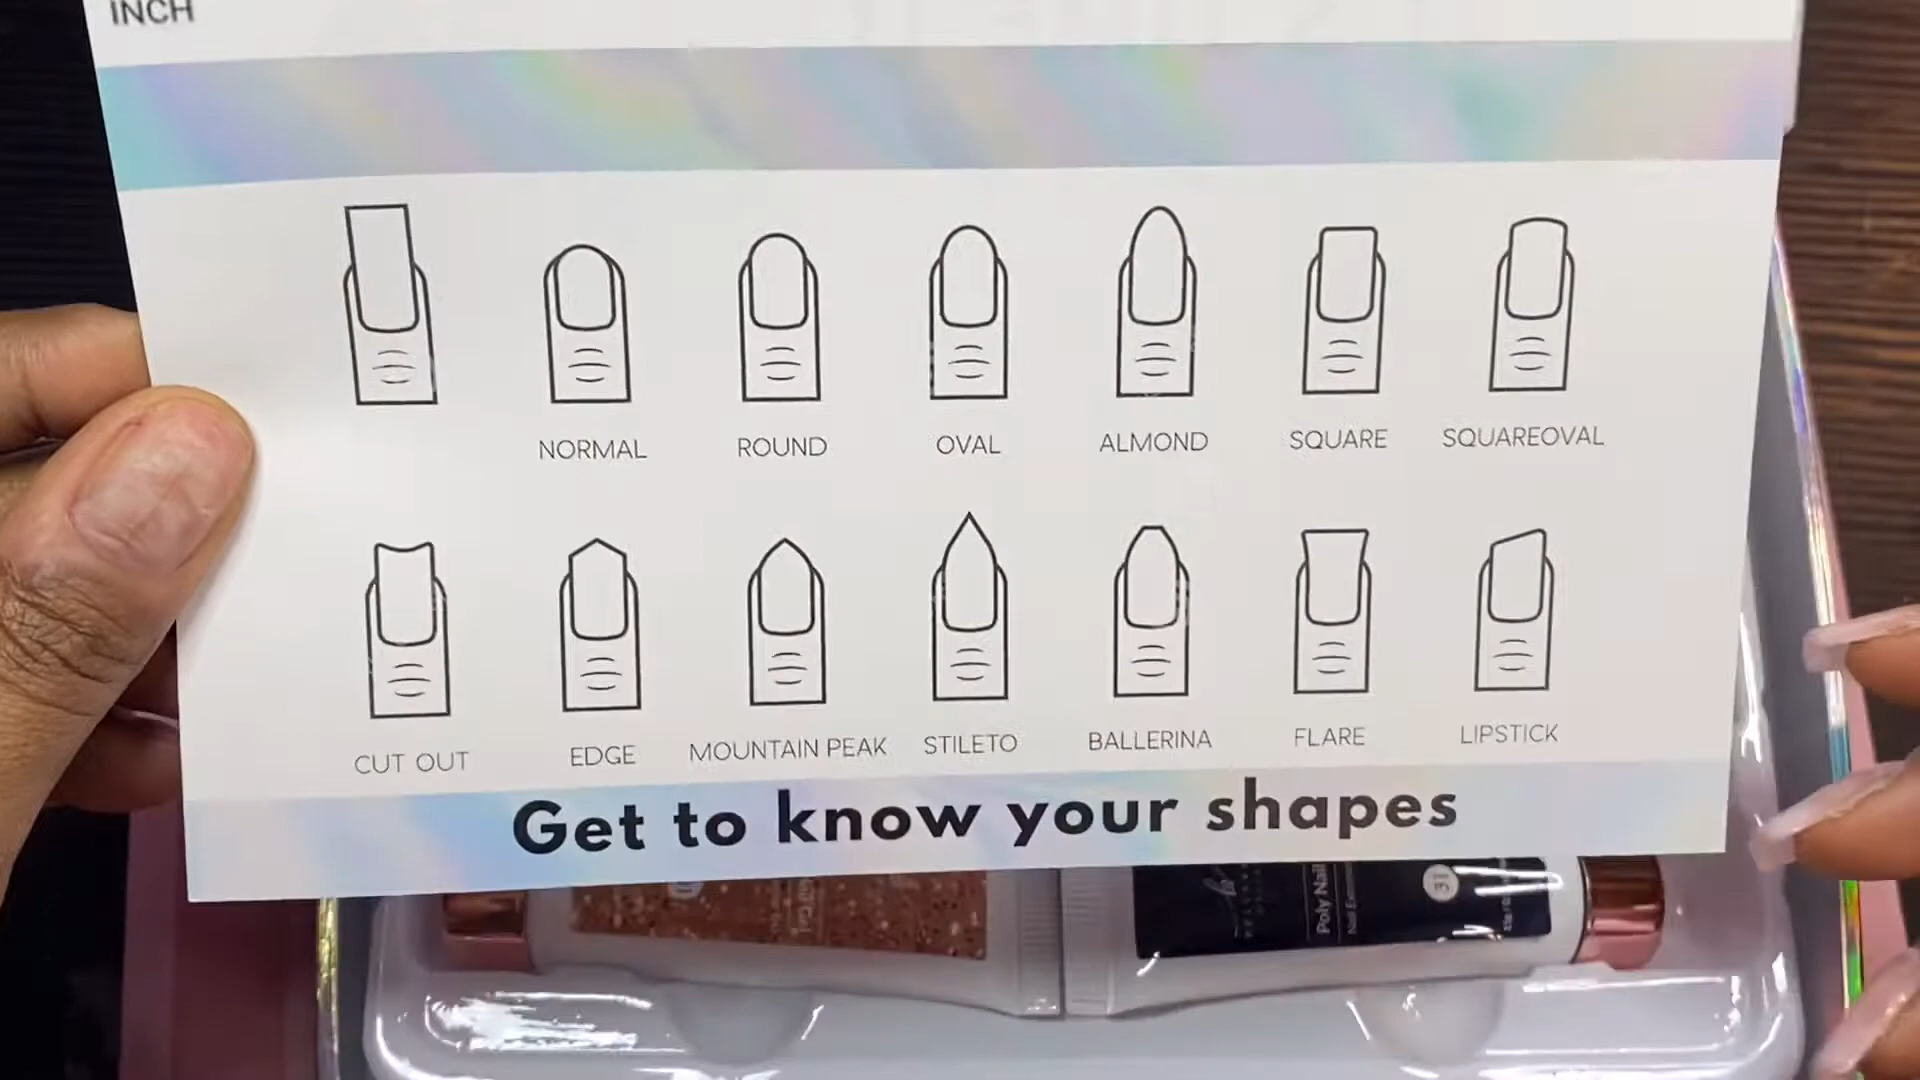 INCH
NORMAL ROUND OVAL ALMOND SQUARE SQUAREOVAL
CUT OUT EDGE MOUNTAIN PEAK STILETO BALLERINA FLARE LIPSTICK
Get to know your shapes
Poly Nail
31